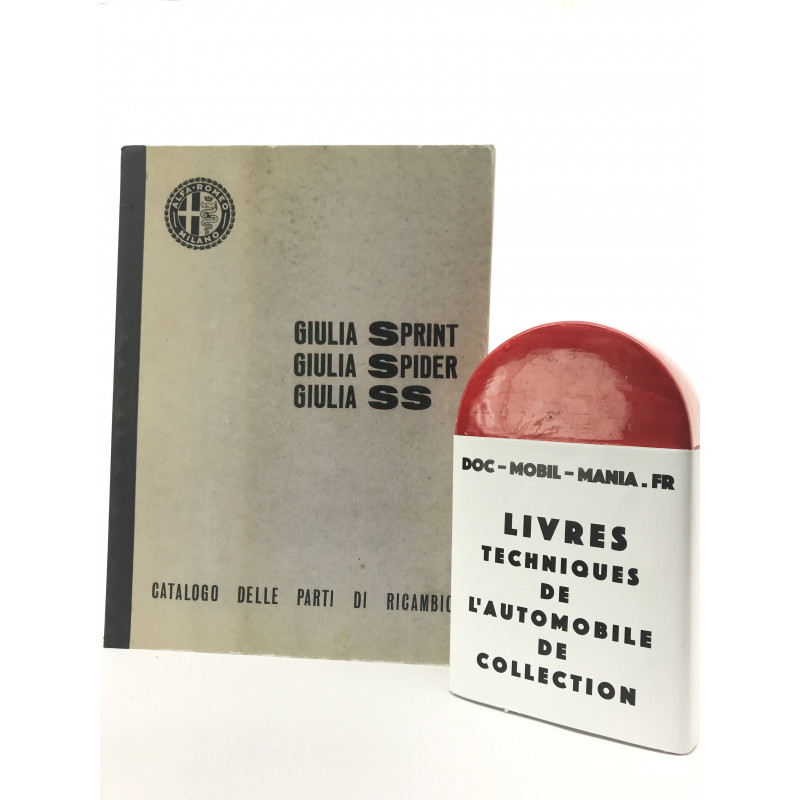 ALFA-ROMEO
MILANO
GIULIA SPRINT
GIULIA SPIDER
GIULIA SS
CATALOGO DELLE PARTI DI RICAMBIO
DOC-MOBIL-MANIA.FR
LIVRES
TECHNIQUES
DE
L'AUTOMOBILE
DE
COLLECTION